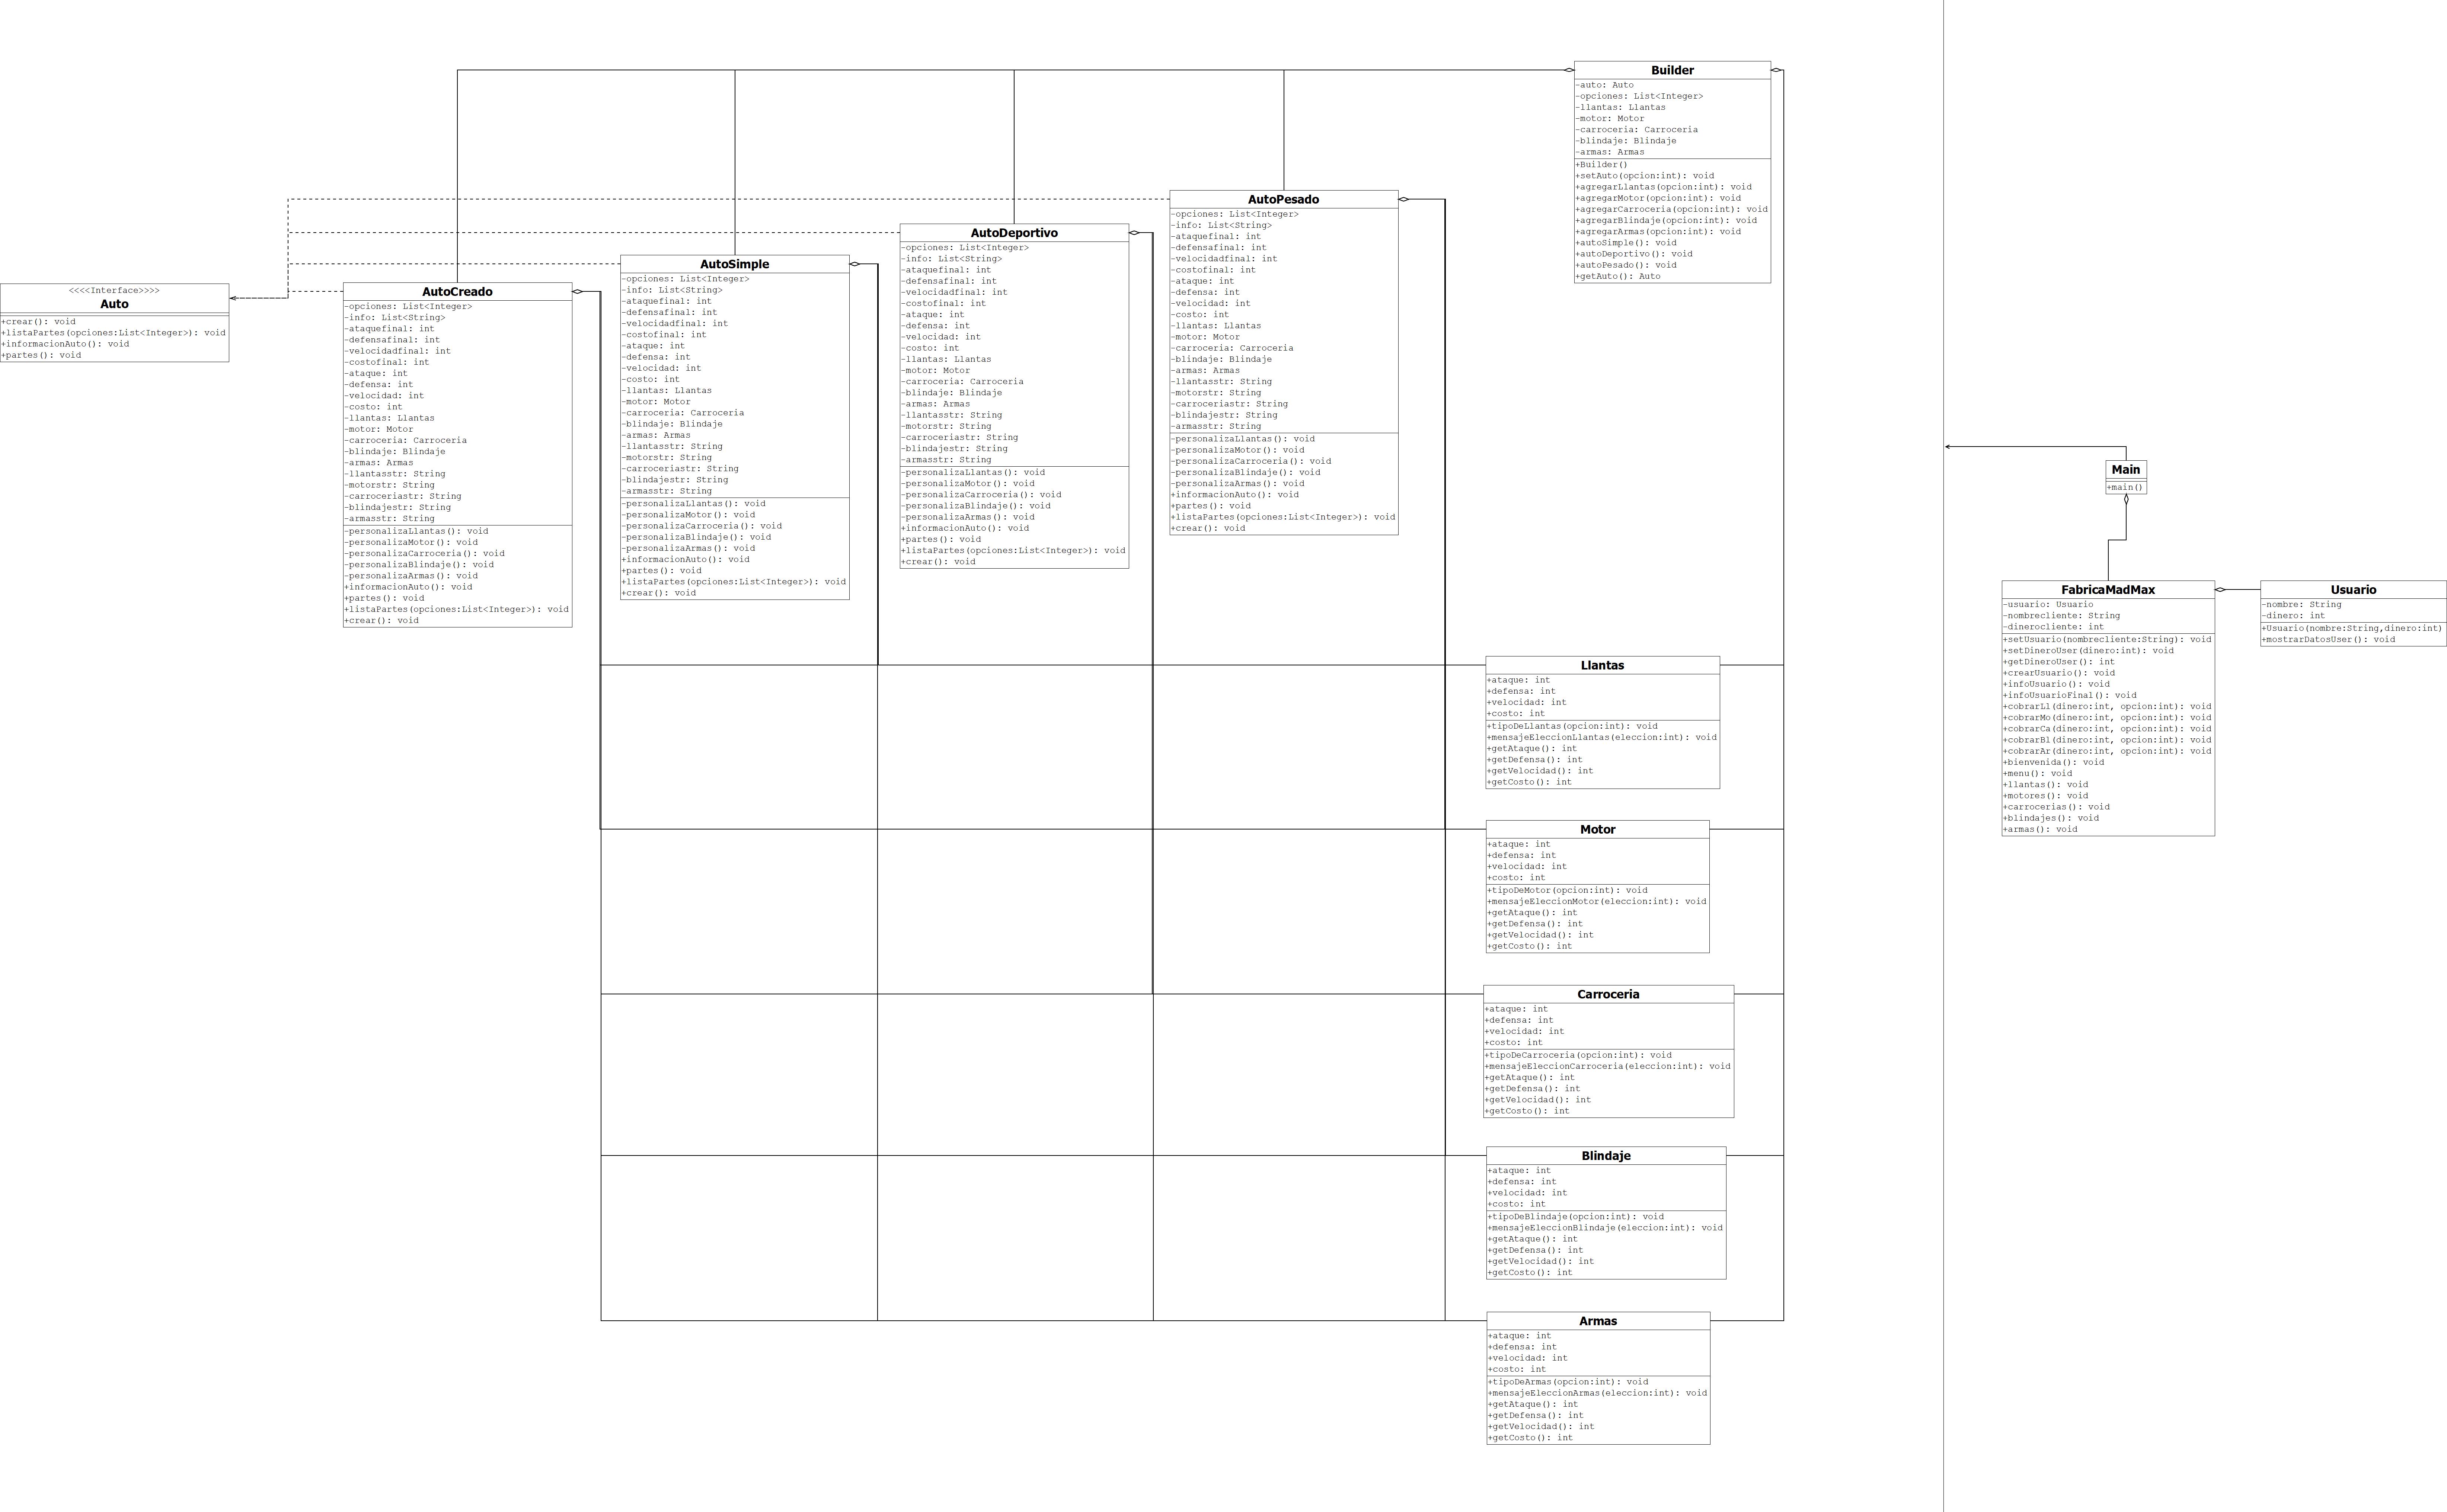 Builder
-auto: Auto
-opciones: List<Integer>
-llantas: Llantas
-motor: Motor
-carroceria: Carroceria
-blindaje: Blindaje
-armas: Armas
+Builder()
+setAuto(opcion:int): void
+agregarLlantas(opcion:int): void
+agregarMotor(opcion:int): void
+agregarCarroceria(opcion:int): void
+agregarBlindaje(opcion:int): void
+agregarArmas(opcion:int): void
+autoSimple(): void
+autoDeportivo(): void
+autoPesado(): void
+getAuto(): Auto
<<<<Interface>>>>
Auto
+crear(): void
+listaPartes(opciones:List<Integer>): void
+informacionAuto(): void
+partes(): void
AutoCreado
-opciones: List<Integer>
-info: List<String>
-ataquefinal: int
-defensafinal: int
-velocidadfinal: int
-costofinal: int
-ataque: int
-defensa: int
-velocidad: int
-costo: int
-llantas: Llantas
-motor: Motor
-carroceria: Carroceria
-blindaje: Blindaje
-armas: Armas
-llantasstr: String
-motorstr: String
-carroceriastr: String
-blindajestr: String
-armasstr: String
-personalizaLlantas(): void
-personalizaMotor(): void
-personalizaCarroceria(): void
-personalizaBlindaje(): void
-personalizaArmas(): void
+informacionAuto(): void
+partes(): void
+listaPartes(opciones:List<Integer>): void
+crear(): void
AutoSimple
-opciones: List<Integer>
-info: List<String>
-ataquefinal: int
-defensafinal: int
-velocidadfinal: int
-costofinal: int
-ataque: int
-defensa: int
-velocidad: int
-costo: int
-llantas: Llantas
-motor: Motor
-carroceria: Carroceria
-blindaje: Blindaje
-armas: Armas
-llantasstr: String
-motorstr: String
-carroceriastr: String
-blindajestr: String
-armasstr: String
-personalizaLlantas(): void
-personalizaMotor(): void
-personalizaCarroceria(): void
-personalizaBlindaje(): void
-personalizaArmas(): void
+informacionAuto(): void
+partes(): void
+listaPartes(opciones:List<Integer>): void
+crear(): void
AutoDeportivo
-opciones: List<Integer>
-info: List<String>
-ataquefinal: int
-defensafinal: int
-velocidadfinal: int
-costofinal: int
-ataque: int
-defensa: int
-velocidad: int
-costo: int
-llantas: Llantas
-motor: Motor
-carroceria: Carroceria
-blindaje: Blindaje
-armas: Armas
-llantasstr: String
-motorstr: String
-carroceriastr: String
-blindajestr: String
-armasstr: String
-personalizaLlantas(): void
-personalizaMotor(): void
-personalizaCarroceria(): void
-personalizaBlindaje(): void
-personalizaArmas(): void
+informacionAuto(): void
+partes(): void
+listaPartes(opciones:List<Integer>): void
+crear(): void
AutoPesado
-opciones: List<Integer>
-info: List<String>
-ataquefinal: int
-defensafinal: int
-velocidadfinal: int
-costofinal: int
-ataque: int
-defensa: int
-velocidad: int
-costo: int
-llantas: Llantas
-motor: Motor
-carroceria: Carroceria
-blindaje: Blindaje
-armas: Armas
-llantasstr: String
-motorstr: String
-carroceriastr: String
-blindajestr: String
-armasstr: String
-personalizaLlantas(): void
-personalizaMotor(): void
-personalizaCarroceria(): void
-personalizaBlindaje(): void
-personalizaArmas(): void
+informacionAuto(): void
+partes(): void
+listaPartes(opciones:List<Integer>): void
+crear(): void
Llantas
+ataque: int
+defensa: int
+velocidad: int
+costo: int
+tipoDeLlantas(opcion:int): void
+mensajeEleccionLlantas(eleccion:int): void
+getAtaque(): int
+getDefensa(): int
+getVelocidad(): int
+getCosto(): int
Motor
+ataque: int
+defensa: int
+velocidad: int
+costo: int
+tipoDeMotor(opcion:int): void
+mensajeEleccionMotor(eleccion:int): void
+getAtaque(): int
+getDefensa(): int
+getVelocidad(): int
+getCosto(): int
Carroceria
+ataque: int
+defensa: int
+velocidad: int
+costo: int
+tipoDeCarroceria(opcion:int): void
+mensajeEleccionCarroceria(eleccion:int): void
+getAtaque(): int
+getDefensa(): int
+getVelocidad(): int
+getCosto(): int
Blindaje
+ataque: int
+defensa: int
+velocidad: int
+costo: int
+tipoDeBlindaje(opcion:int): void
+mensajeEleccionBlindaje(eleccion:int): void
+getAtaque(): int
+getDefensa(): int
+getVelocidad(): int
+getCosto(): int
Armas
+ataque: int
+defensa: int
+velocidad: int
+costo: int
+tipoDeArmas(opcion:int): void
+mensajeEleccionArmas(eleccion:int): void
+getAtaque(): int
+getDefensa(): int
+getVelocidad(): int
+getCosto(): int
Main
+main()
FabricaMadMax
-usuario: Usuario
-nombrecliente: String
-dinerocliente: int
+setUsuario(nombrecliente:String): void
+setDineroUser(dinero:int): void
+getDineroUser(): int
+crearUsuario(): void
+infoUsuario(): void
+infoUsuarioFinal(): void
+cobrarLl(dinero:int, opcion:int): void
+cobrarMo(dinero:int, opcion:int): void
+cobrarCa(dinero:int, opcion:int): void
+cobrarBl(dinero:int, opcion:int): void
+cobrarAr(dinero:int, opcion:int): void
+bienvenida(): void
+menu(): void
+llantas(): void
+motores(): void
+carrocerias(): void
+blindajes(): void
+armas(): void
Usuario
-nombre: String
-dinero: int
+Usuario(nombre:String,dinero:int)
+mostrarDatosUser(): void